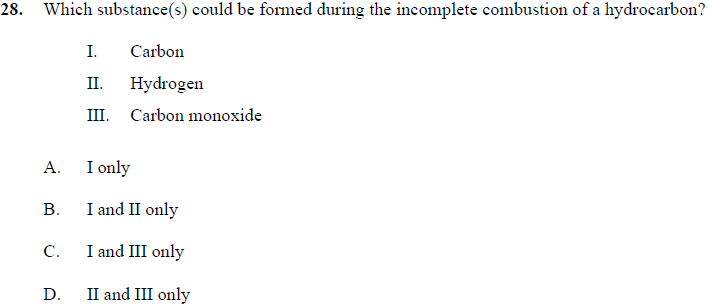 28. Which substance(s) could be formed during the incomplete combustion of a hydrocarbon?
I. Carbon
II. Hydrogen
III. Carbon monoxide
A. I only
B. I and II only
C. I and III only
D. II and III only